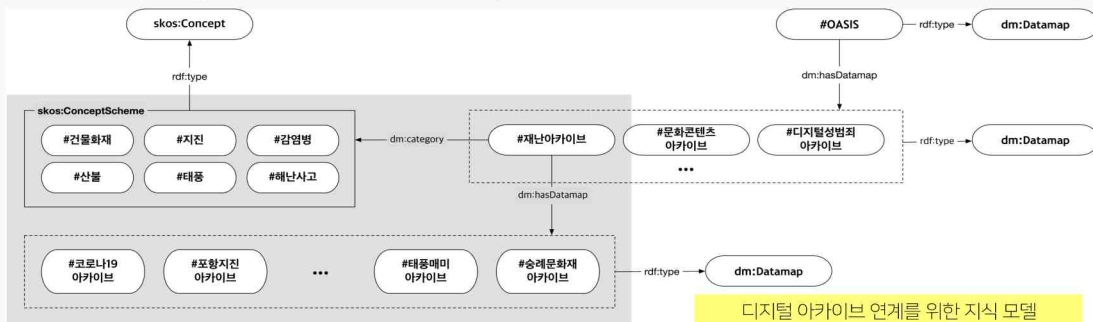 skos:Concept
#OASIS
rdf:type
dm:Datamap
rdf:type
dm:hasDatamap
skos:ConceptScheme
#건물화재
#지진
#감염병
#산불
#태풍
#해난사고
dm:category
#재난아카이브
#문화콘텐츠
아카이브
#디지털성범죄
아카이브
•••
rdf:type
dm:Datamap
dm:hasDatamap
#코로나19
아카이브
#포항지진
아카이브
•••
#태풍매미
아카이브
#숭례문화재
아카이브
rdf:type
dm:Datamap
디지털 아카이브 연계를 위한 지식 모델